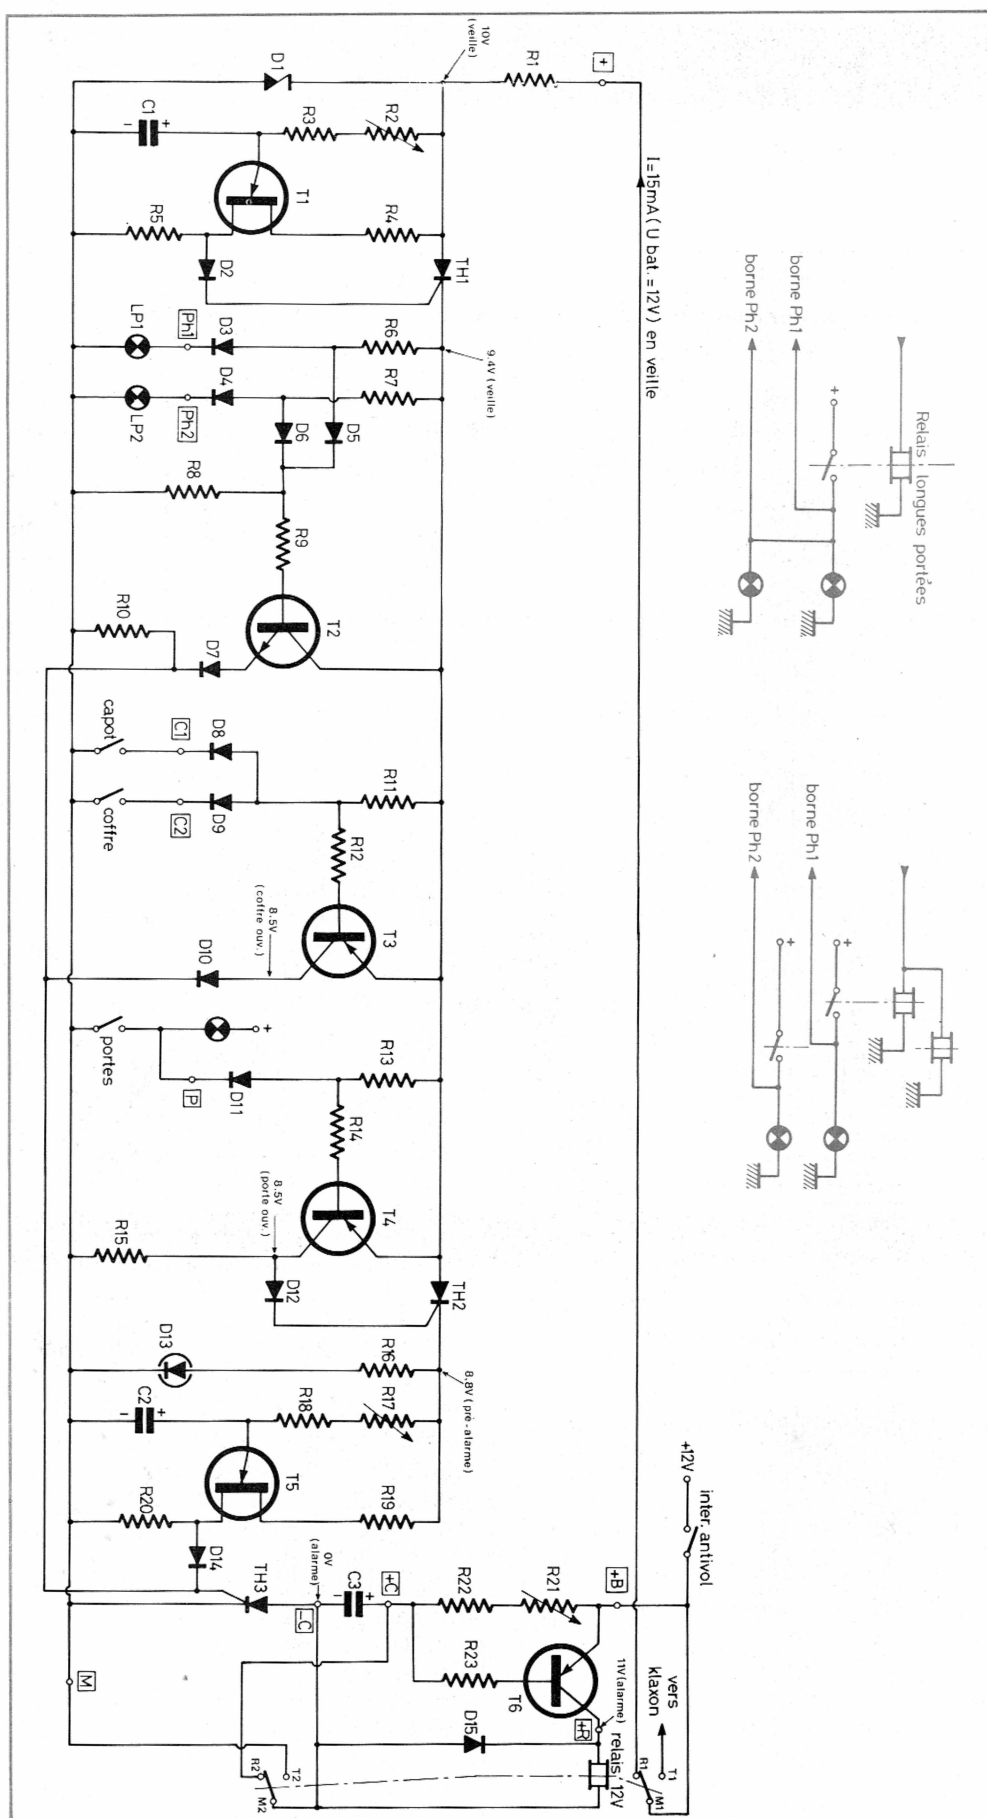 Relais longues portées
borne Ph1
borne Ph2
+
borne Ph1
borne Ph2
+
+
I=15mA (U bat.=12V) en veille
+
R1
10V
(veille)
D1
R2
R3
C1
+
−
T1
R4
R5
D2
TH1
9.4V (veille)
R6
R7
D3
D4
Ph1
Ph2
LP1
LP2
D5
D6
R8
R9
T2
R10
D7
D8
D9
C1
C2
capot
coffre
R11
R12
T3
8.5V
(coffre ouv.)
D10
+
portes
P
D11
R13
R14
T4
8.5V
(porte ouv.)
R15
D12
TH2
8.8V (pré-alarme)
R16
D13
R17
R18
C2
+
−
T5
R19
R20
D14
TH3
0V
(alarme)
−C
C3
+
−
+C
R22
R21
+B
R23
T6
11V (alarme)
+R
D15
relais 12V
+12V
inter. antivol
vers
klaxon
T1
R1
M1
T2
R2
M2
M